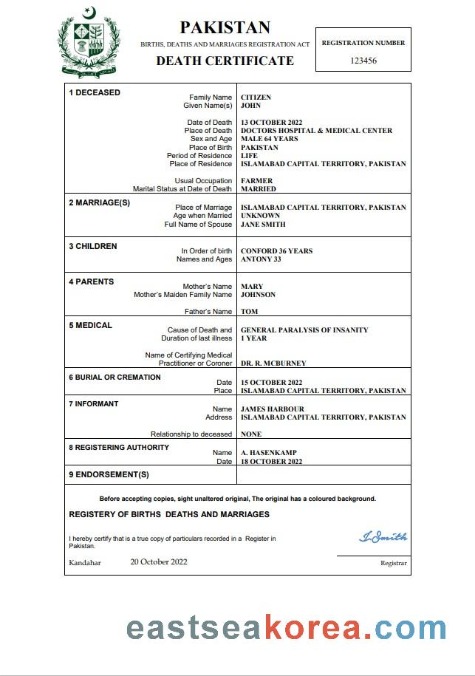 PAKISTAN
BIRTHS, DEATHS AND MARRIAGES REGISTRATION ACT
DEATH CERTIFICATE
REGISTRATION NUMBER
123456
1 DECEASED
Family Name CITIZEN
Given Name(s) JOHN
Date of Death 13 OCTOBER 2022
Place of Death DOCTORS HOSPITAL & MEDICAL CENTER
Sex and Age MALE 64 YEARS
Place of Birth PAKISTAN
Period of Residence LIFE
Place of Residence ISLAMABAD CAPITAL TERRITORY, PAKISTAN
Usual Occupation FARMER
Marital Status at Date of Death MARRIED
2 MARRIAGE(S)
Place of Marriage ISLAMABAD CAPITAL TERRITORY, PAKISTAN
Age when Married UNKNOWN
Full Name of Spouse JANE SMITH
3 CHILDREN
In Order of birth CONFORD 36 YEARS
Names and Ages ANTONY 33
4 PARENTS
Mother's Name MARY
Mother's Maiden Family Name JOHNSON
Father's Name TOM
5 MEDICAL
Cause of Death and GENERAL PARALYSIS OF INSANITY
Duration of last illness 1 YEAR
Name of Certifying Medical
Practitioner or Coroner DR. R. MCBURNEY
6 BURIAL OR CREMATION
Date 15 OCTOBER 2022
Place ISLAMABAD CAPITAL TERRITORY, PAKISTAN
7 INFORMANT
Name JAMES HARBOUR
Address ISLAMABAD CAPITAL TERRITORY, PAKISTAN
Relationship to deceased NONE
8 REGISTERING AUTHORITY
Name A. HASENKAMP
Date 18 OCTOBER 2022
9 ENDORSEMENT(S)
Before accepting copies, sight unaltered original, The original has a coloured background.
REGISTERY OF BIRTHS DEATHS AND MARRIAGES
I hereby certify that is a true copy of particulars recorded in a Register in
Pakistan.
J Smith
Kandahar 20 October 2022 Registrar
eastseakorea.com